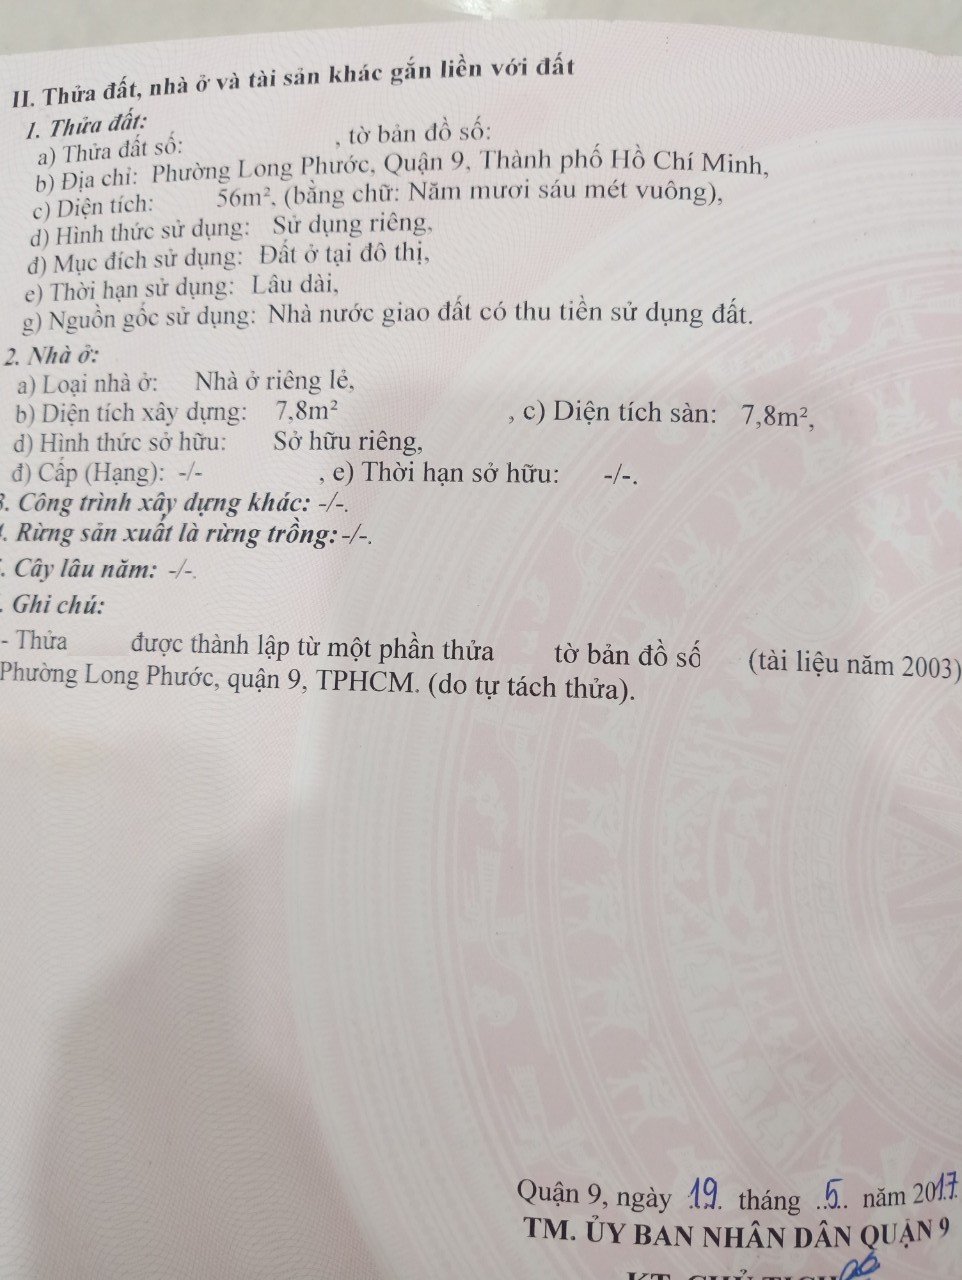 II. Thửa đất, nhà ở và tài sản khác gắn liền với đất
1. Thửa đất:
a) Thửa đất số: , tờ bản đồ số:
b) Địa chỉ: Phường Long Phước, Quận 9, Thành phố Hồ Chí Minh,
c) Diện tích: 56m², (bằng chữ: Năm mươi sáu mét vuông),
d) Hình thức sử dụng: Sử dụng riêng,
đ) Mục đích sử dụng: Đất ở tại đô thị,
e) Thời hạn sử dụng: Lâu dài,
g) Nguồn gốc sử dụng: Nhà nước giao đất có thu tiền sử dụng đất.
2. Nhà ở:
a) Loại nhà ở: Nhà ở riêng lẻ,
b) Diện tích xây dựng: 7,8m² , c) Diện tích sàn: 7,8m²,
d) Hình thức sở hữu: Sở hữu riêng,
đ) Cấp (Hạng): -/- , e) Thời hạn sở hữu: -/-.
3. Công trình xây dựng khác: -/-.
. Rừng sản xuất là rừng trồng: -/-.
. Cây lâu năm: -/-.
. Ghi chú:
- Thửa được thành lập từ một phần thửa tờ bản đồ số (tài liệu năm 2003)
Phường Long Phước, quận 9, TPHCM. (do tự tách thửa).
Quận 9, ngày 19 tháng 5 năm 2017
TM. ỦY BAN NHÂN DÂN QUẬN 9
KT. CHỦ TỊCH